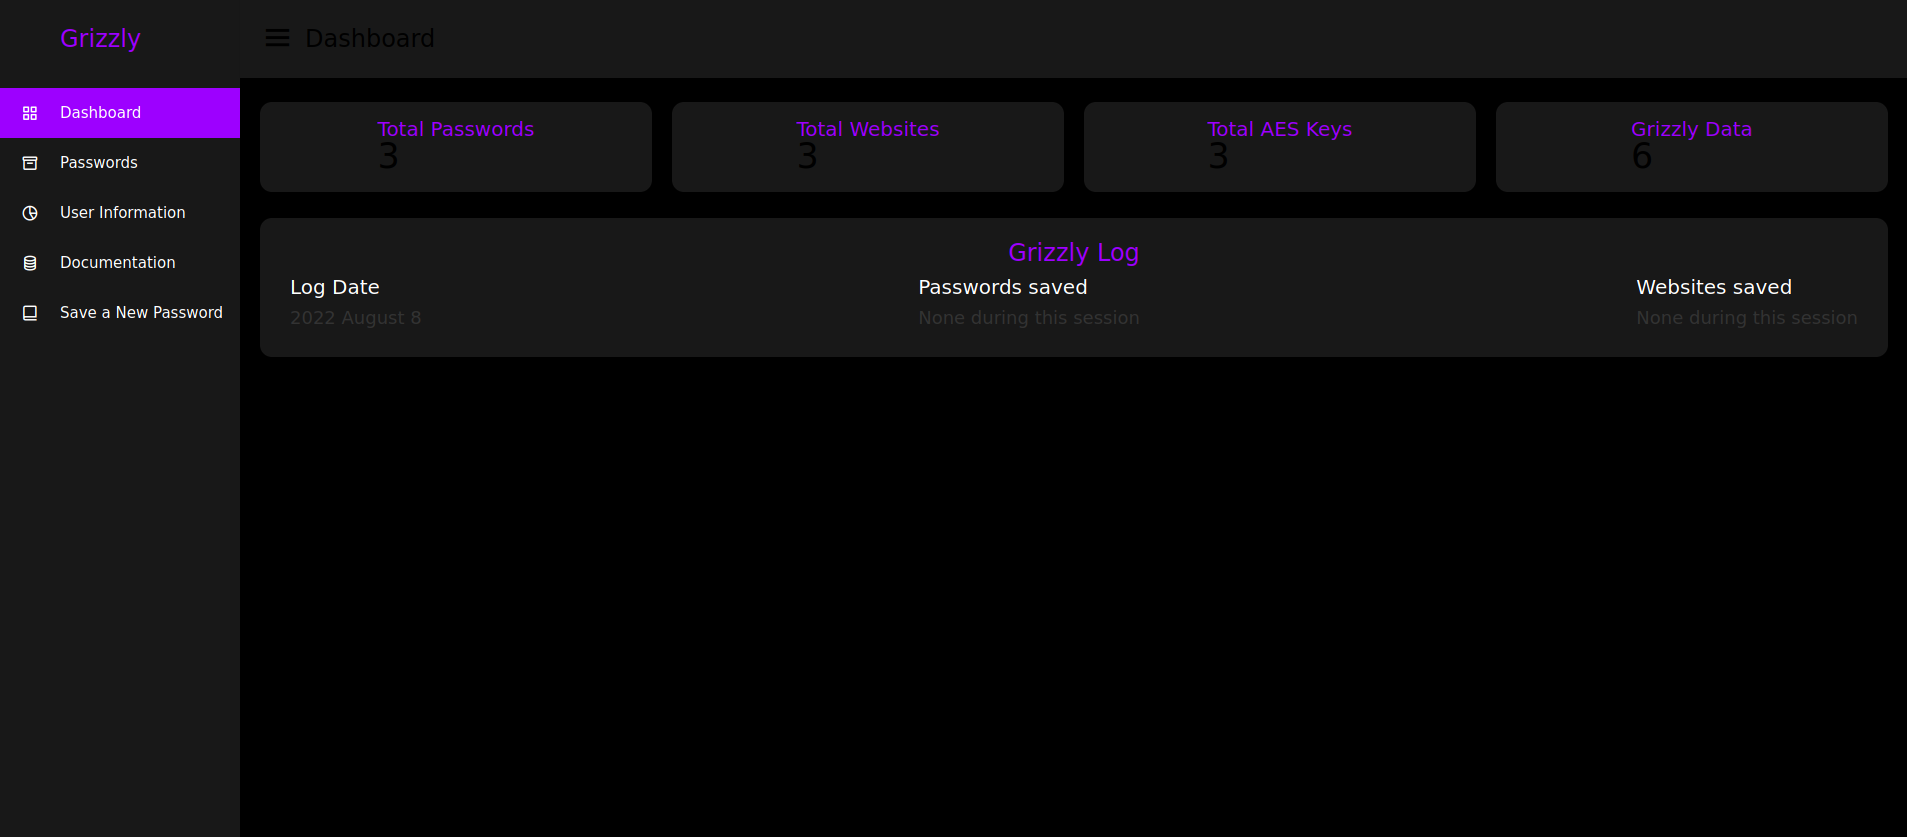 Grizzly
Dashboard
Dashboard
Passwords
User Information
Documentation
Save a New Password
Total Passwords
3
Total Websites
3
Total AES Keys
3
Grizzly Data
6
Grizzly Log
Log Date
Passwords saved
Websites saved
2022 August 8
None during this session
None during this session